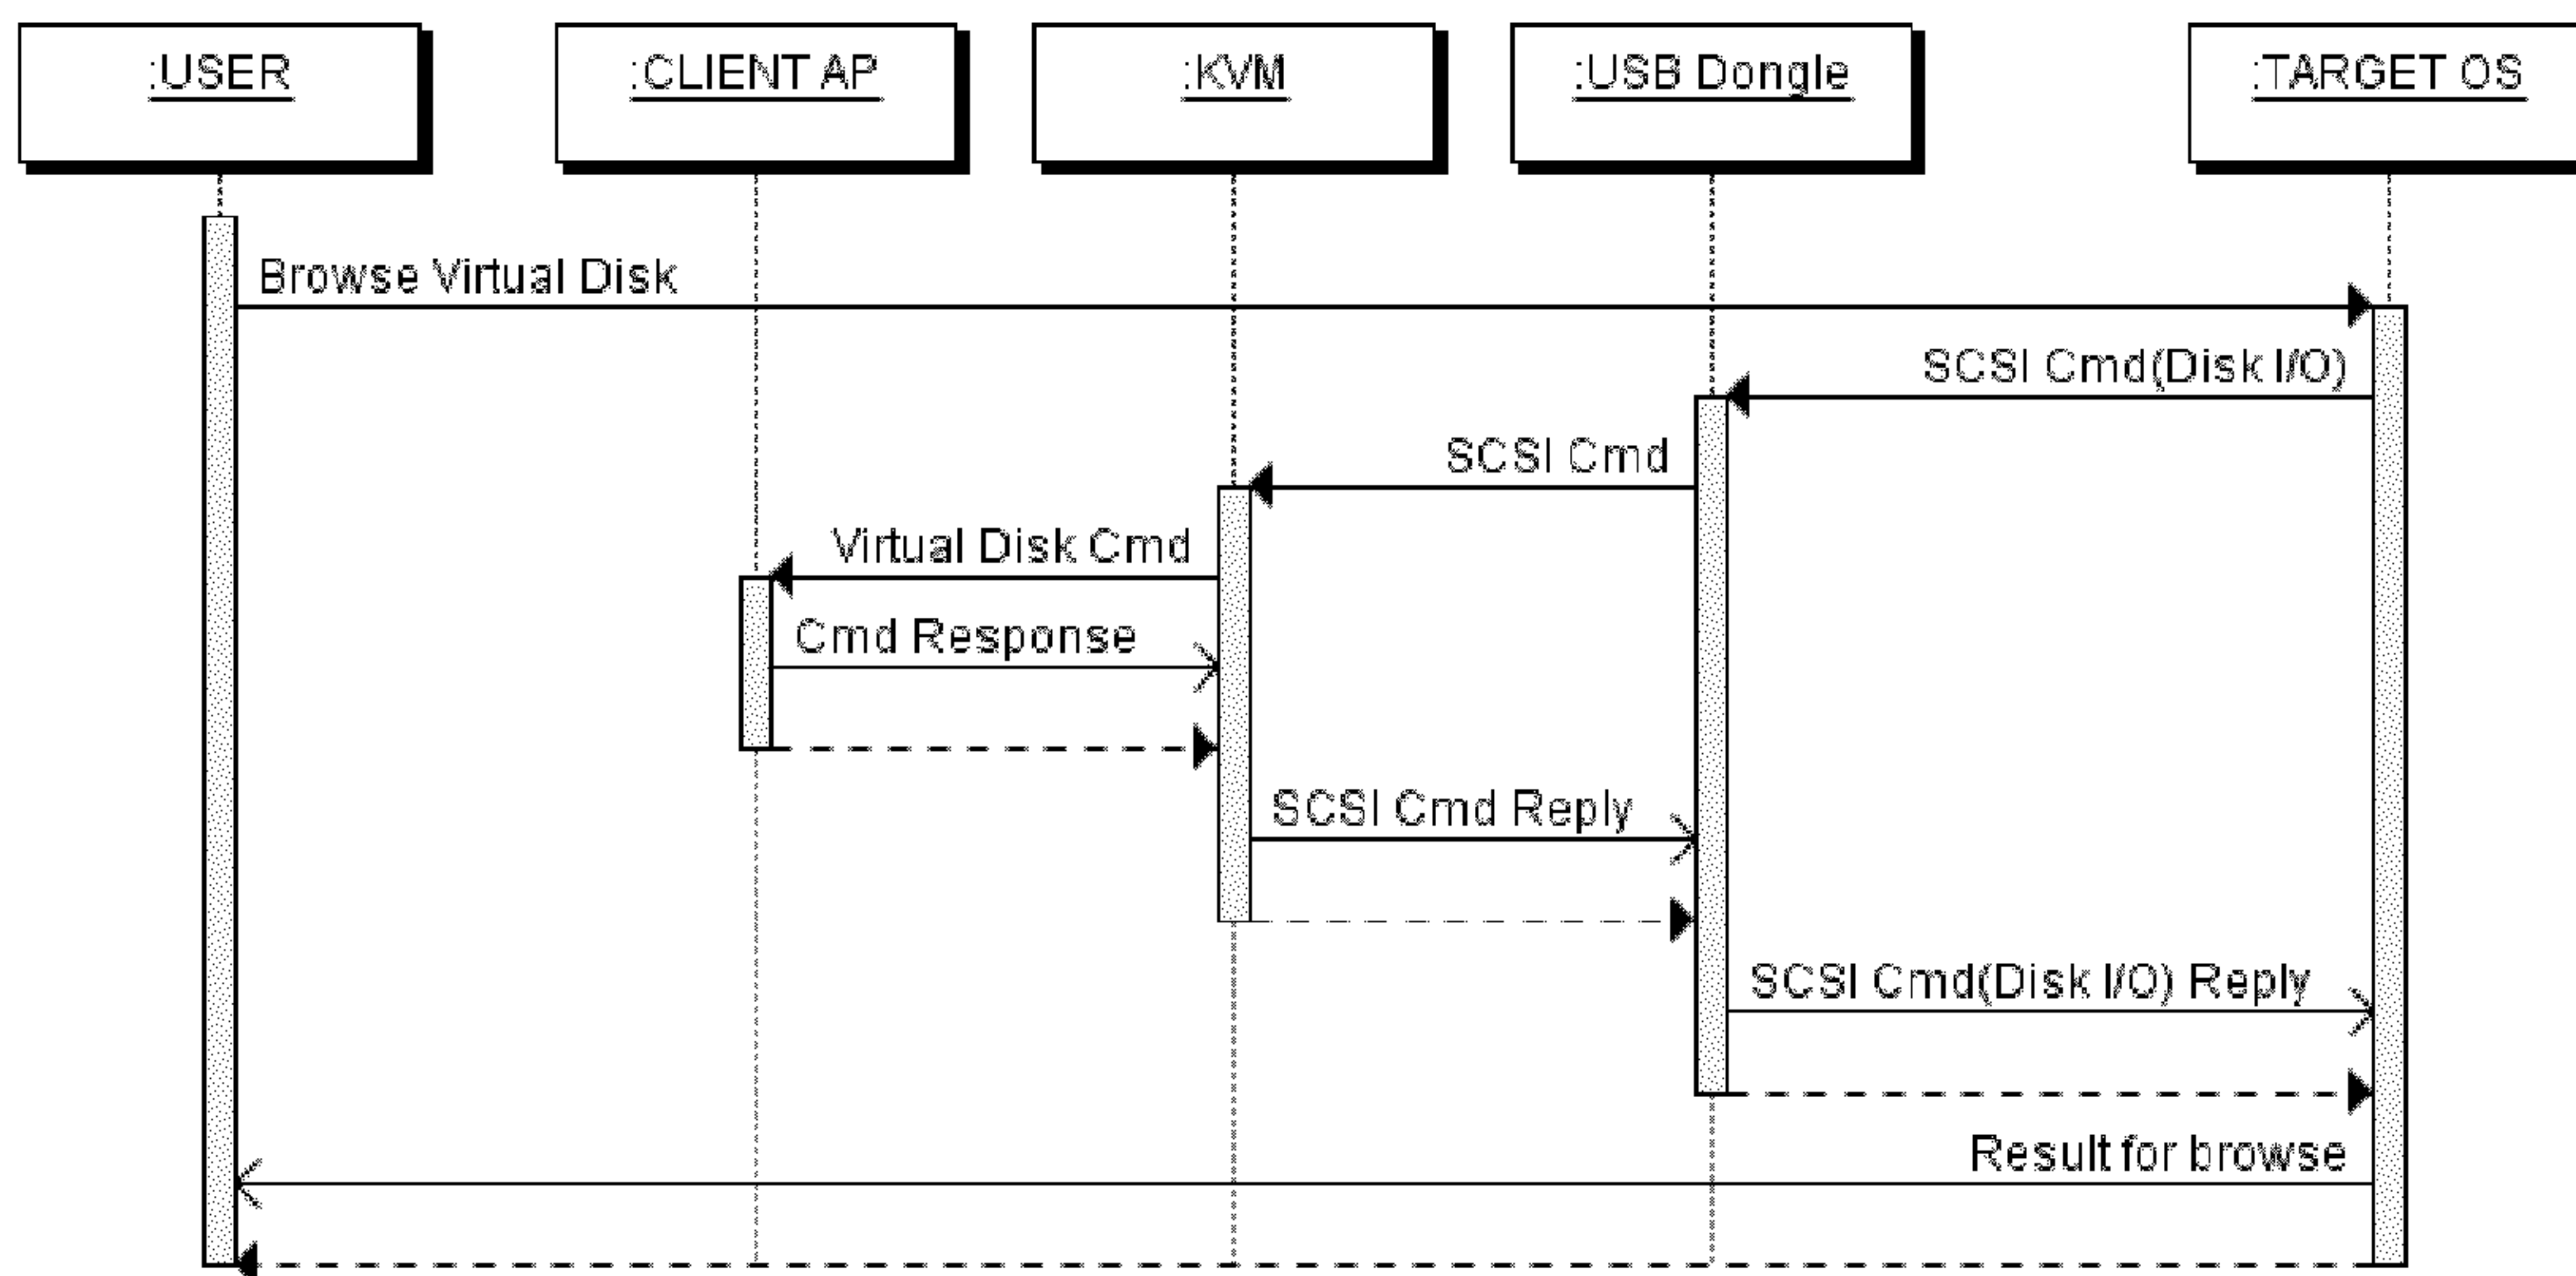 :USER
:CLIENT AP
:KVM
:USB Dongle
:TARGET OS
Browse Virtual Disk
SCSI Cmd(Disk I/O)
SCSI Cmd
Virtual Disk Cmd
Cmd Response
SCSI Cmd Reply
SCSI Cmd(Disk I/O) Reply
Result for browse